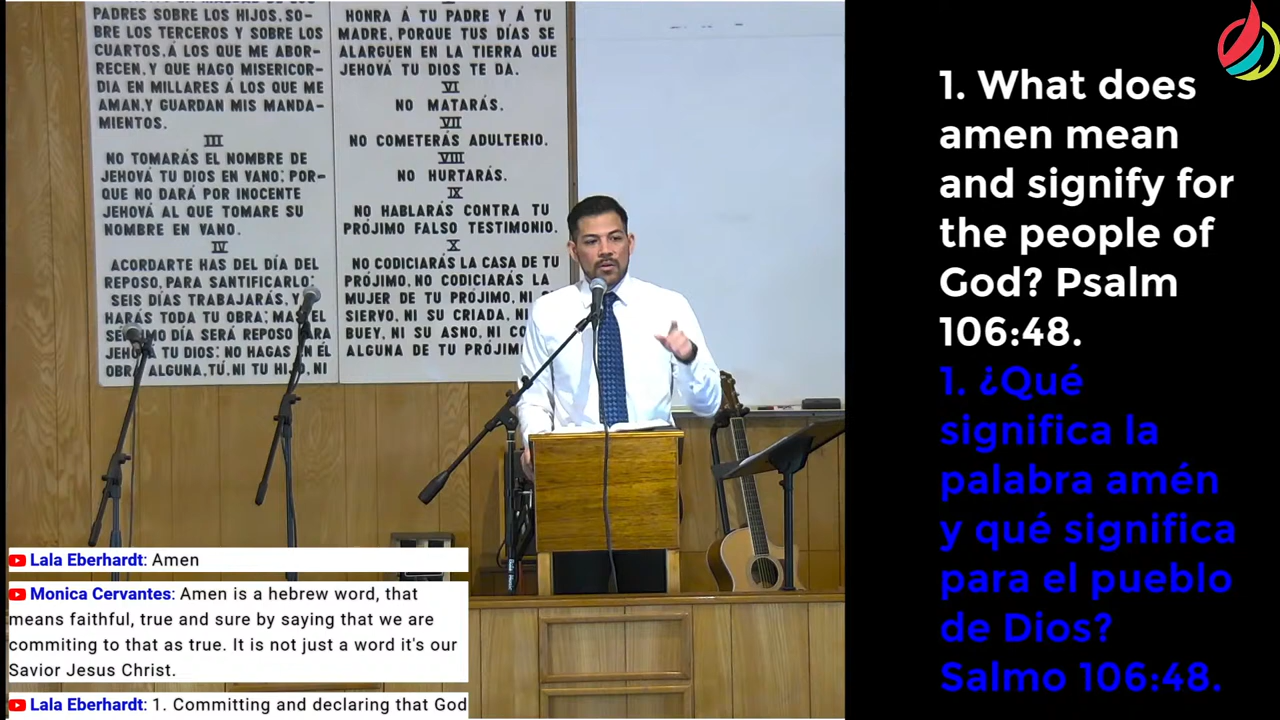 PADRES SOBRE LOS HIJOS, SO-
BRE LOS TERCEROS Y SOBRE LOS
CUARTOS, Á LOS QUE ME ABOR-
RECEN, Y QUE HAGO MISERICOR-
DIA EN MILLARES Á LOS QUE ME
AMAN, Y GUARDAN MIS MANDA-
MIENTOS.
III
NO TOMARÁS EL NOMBRE DE
JEHOVÁ TU DIOS EN VANO; POR-
QUE NO DARÁ POR INOCENTE
JEHOVÁ AL QUE TOMARE SU
NOMBRE EN VANO.
IV
ACORDARTE HAS DEL DÍA DEL
REPOSO, PARA SANTIFICARLO:
SEIS DÍAS TRABAJARÁS, Y
HARÁS TODA TU OBRA; MAS EL
DÍA SERÁ REPOSO PARA
JEHOVÁ TU DIOS: NO HAGAS EN EL
OBRA ALGUNA, TÚ, NI TU HIJO, NI
HONRA Á TU PADRE Y Á TU
MADRE, PORQUE TUS DÍAS SE
ALARGUEN EN LA TIERRA QUE
JEHOVÁ TU DIOS TE DA.
VI
NO MATARÁS.
VII
NO COMETERÁS ADULTERIO.
VIII
NO HURTARÁS.
IX
NO HABLARÁS CONTRA TU
PRÓJIMO FALSO TESTIMONIO.
X
NO CODICIARÁS LA CASA DE TU
PRÓJIMO, NO CODICIARÁS LA
MUJER DE TU PRÓJIMO, NI
SIERVO, NI SU CRIADA, NI
BUEY, NI SU ASNO, NI
ALGUNA DE TU
Lala Eberhardt: Amen
Monica Cervantes: Amen is a hebrew word, that
means faithful, true and sure by saying that we are
commiting to that as true. It is not just a word it's our
Savior Jesus Christ.
Lala Eberhardt: 1. Committing and declaring that God
1. What does
amen mean
and signify for
the people of
God? Psalm
106:48.
1. ¿Qué
significa la
palabra amén
y qué significa
para el pueblo
de Dios?
Salmo 106:48.